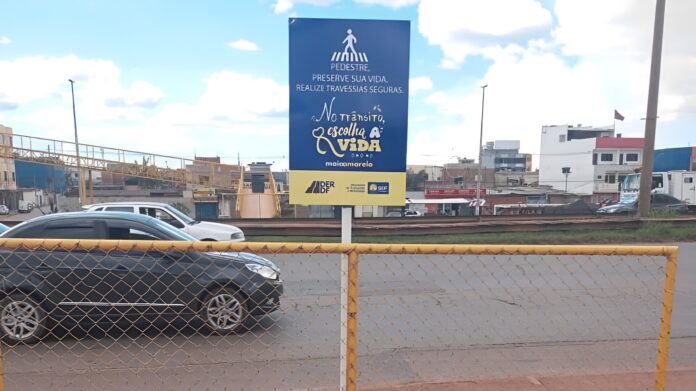 PEDESTRE,
PRESERVE SUA VIDA.
REALIZE TRAVESSIAS SEGURAS.
No trânsito,
escolha a
vida
maioamarelo
DER
DF
GDF